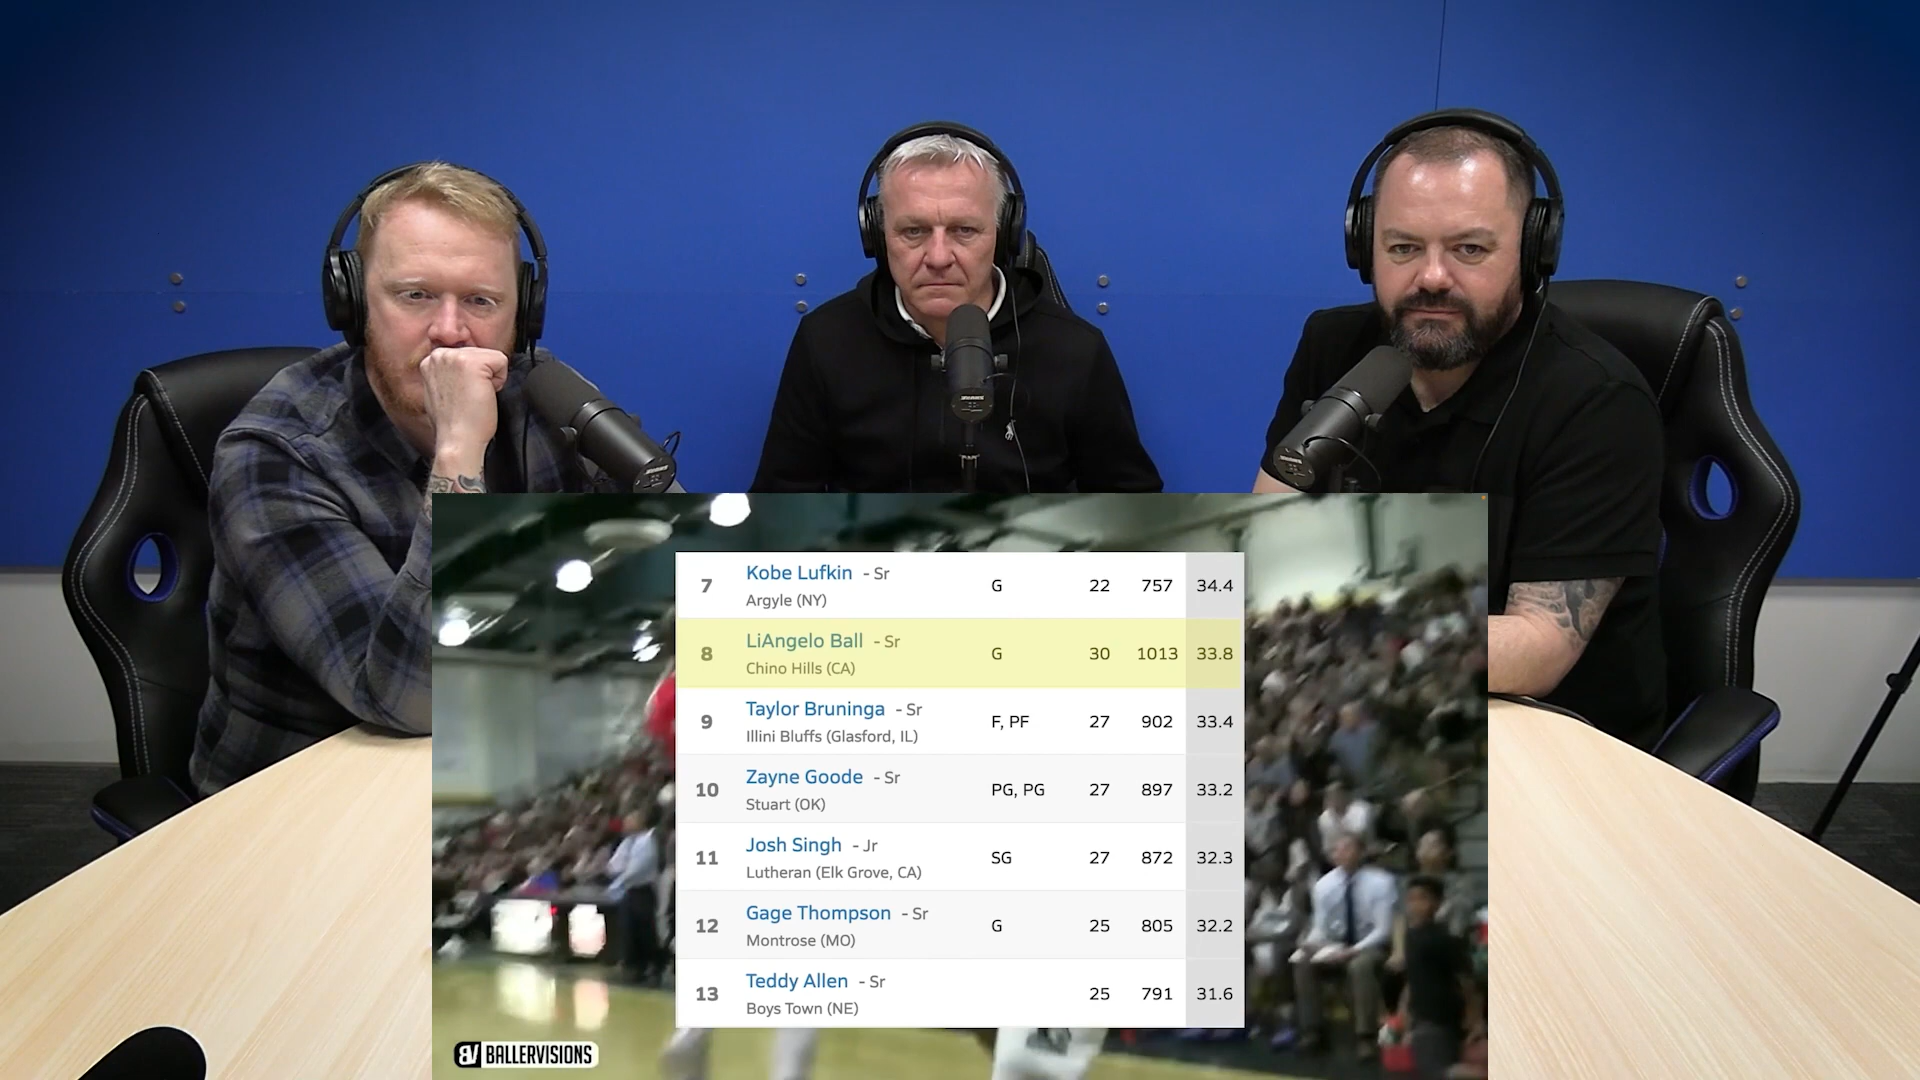 7 Kobe Lufkin - Sr G 22 757 34.4
Argyle (NY)
8 LiAngelo Ball - Sr G 30 1013 33.8
Chino Hills (CA)
9 Taylor Bruninga - Sr F, PF 27 902 33.4
Illini Bluffs (Glasford, IL)
10 Zayne Goode - Sr PG, PG 27 897 33.2
Stuart (OK)
11 Josh Singh - Jr SG 27 872 32.3
Lutheran (Elk Grove, CA)
12 Gage Thompson - Sr G 25 805 32.2
Montrose (MO)
13 Teddy Allen - Sr 25 791 31.6
Boys Town (NE)
BV BALLERVISIONS